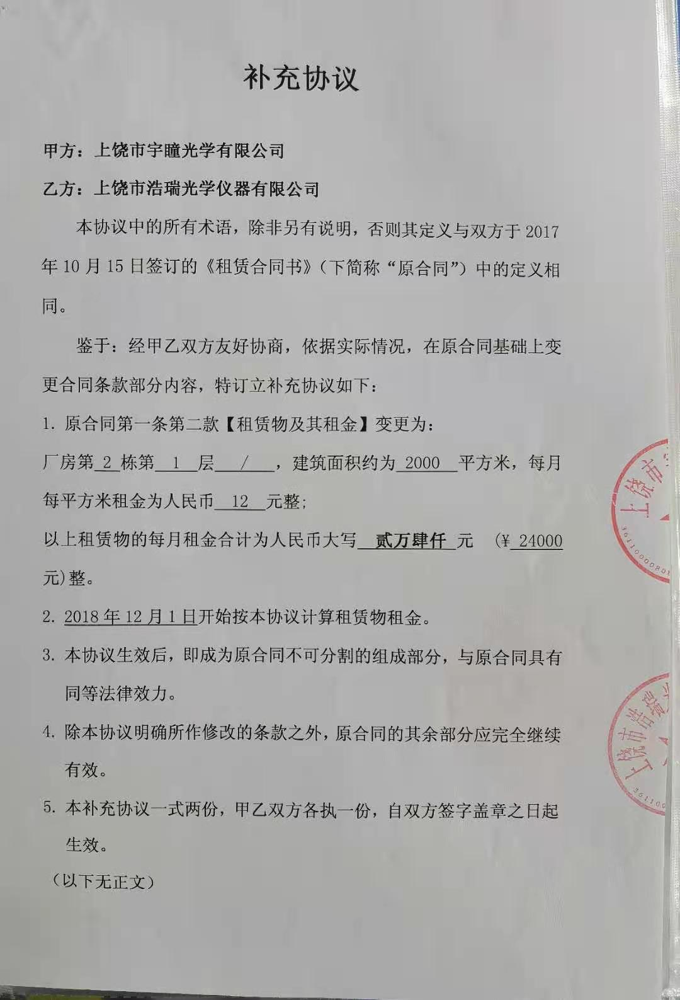 补充协议
甲方：上饶市宇瞳光学有限公司
乙方：上饶市浩瑞光学仪器有限公司
本协议中的所有术语，除非另有说明，否则其定义与双方于 2017
年 10 月 15 日签订的《租赁合同书》（下简称“原合同”）中的定义相
同。
鉴于：经甲乙双方友好协商，依据实际情况，在原合同基础上变
更合同条款部分内容，特订立补充协议如下：
1. 原合同第一条第二款【租赁物及其租金】变更为：
厂房第 2 栋第 1 层 / ，建筑面积约为 2000 平方米，每月
每平方米租金为人民币 12 元整；
以上租赁物的每月租金合计为人民币大写 贰万肆仟 元 (¥ 24000
元)整。
2. 2018 年 12 月 1 日开始按本协议计算租赁物租金。
3. 本协议生效后，即成为原合同不可分割的组成部分，与原合同具有
同等法律效力。
4. 除本协议明确所作修改的条款之外，原合同的其余部分应完全继续
有效。
5. 本补充协议一式两份，甲乙双方各执一份，自双方签字盖章之日起
生效。
（以下无正文）
上饶市
上饶市浩瑞